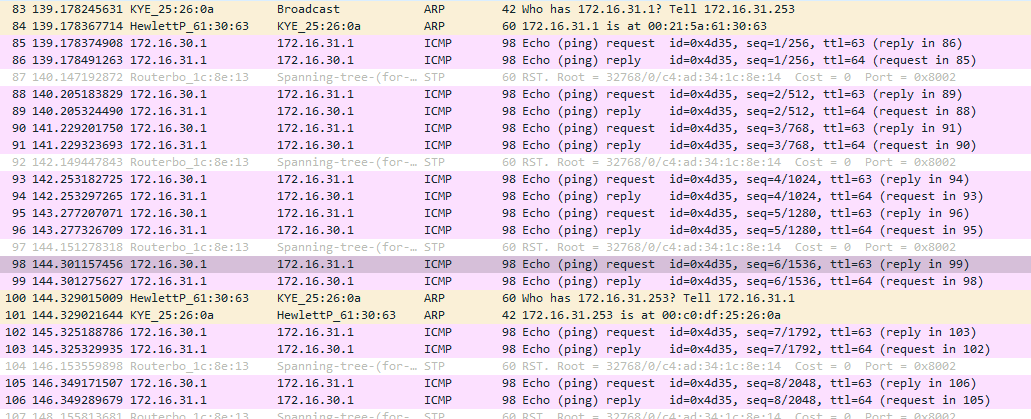 83 139.178245631 KYE_25:26:0a Broadcast ARP 42 Who has 172.16.31.1? Tell 172.16.31.253
84 139.178367714 HewlettP_61:30:63 KYE_25:26:0a ARP 60 172.16.31.1 is at 00:21:5a:61:30:63
85 139.178374908 172.16.30.1 172.16.31.1 ICMP 98 Echo (ping) request id=0x4d35, seq=1/256, ttl=63 (reply in 86)
86 139.178491263 172.16.31.1 172.16.30.1 ICMP 98 Echo (ping) reply id=0x4d35, seq=1/256, ttl=64 (request in 85)
87 140.147192872 Routerbo_1c:8e:13 Spanning-tree-(for-… STP 60 RST. Root = 32768/0/c4:ad:34:1c:8e:14 Cost = 0 Port = 0x8002
88 140.205183829 172.16.30.1 172.16.31.1 ICMP 98 Echo (ping) request id=0x4d35, seq=2/512, ttl=63 (reply in 89)
89 140.205324490 172.16.31.1 172.16.30.1 ICMP 98 Echo (ping) reply id=0x4d35, seq=2/512, ttl=64 (request in 88)
90 141.229201750 172.16.30.1 172.16.31.1 ICMP 98 Echo (ping) request id=0x4d35, seq=3/768, ttl=63 (reply in 91)
91 141.229323693 172.16.31.1 172.16.30.1 ICMP 98 Echo (ping) reply id=0x4d35, seq=3/768, ttl=64 (request in 90)
92 142.149447843 Routerbo_1c:8e:13 Spanning-tree-(for-… STP 60 RST. Root = 32768/0/c4:ad:34:1c:8e:14 Cost = 0 Port = 0x8002
93 142.253182725 172.16.30.1 172.16.31.1 ICMP 98 Echo (ping) request id=0x4d35, seq=4/1024, ttl=63 (reply in 94)
94 142.253297265 172.16.31.1 172.16.30.1 ICMP 98 Echo (ping) reply id=0x4d35, seq=4/1024, ttl=64 (request in 93)
95 143.277207071 172.16.30.1 172.16.31.1 ICMP 98 Echo (ping) request id=0x4d35, seq=5/1280, ttl=63 (reply in 96)
96 143.277326709 172.16.31.1 172.16.30.1 ICMP 98 Echo (ping) reply id=0x4d35, seq=5/1280, ttl=64 (request in 95)
97 144.151278318 Routerbo_1c:8e:13 Spanning-tree-(for-… STP 60 RST. Root = 32768/0/c4:ad:34:1c:8e:14 Cost = 0 Port = 0x8002
98 144.301157456 172.16.30.1 172.16.31.1 ICMP 98 Echo (ping) request id=0x4d35, seq=6/1536, ttl=63 (reply in 99)
99 144.301275627 172.16.31.1 172.16.30.1 ICMP 98 Echo (ping) reply id=0x4d35, seq=6/1536, ttl=64 (request in 98)
100 144.329015009 HewlettP_61:30:63 KYE_25:26:0a ARP 60 Who has 172.16.31.253? Tell 172.16.31.1
101 144.329021644 KYE_25:26:0a HewlettP_61:30:63 ARP 42 172.16.31.253 is at 00:c0:df:25:26:0a
102 145.325188786 172.16.30.1 172.16.31.1 ICMP 98 Echo (ping) request id=0x4d35, seq=7/1792, ttl=63 (reply in 103)
103 145.325329935 172.16.31.1 172.16.30.1 ICMP 98 Echo (ping) reply id=0x4d35, seq=7/1792, ttl=64 (request in 102)
104 146.153559898 Routerbo_1c:8e:13 Spanning-tree-(for-… STP 60 RST. Root = 32768/0/c4:ad:34:1c:8e:14 Cost = 0 Port = 0x8002
105 146.349171507 172.16.30.1 172.16.31.1 ICMP 98 Echo (ping) request id=0x4d35, seq=8/2048, ttl=63 (reply in 106)
106 146.349289679 172.16.31.1 172.16.30.1 ICMP 98 Echo (ping) reply id=0x4d35, seq=8/2048, ttl=64 (request in 105)
107 148.155813681 Routerbo_1c:8e:13 Spanning-tree-(for-… STP 60 RST. Root = 32768/0/c4:ad:34:1c:8e:14 Cost = 0 Port = 0x8002